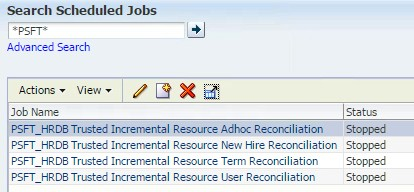 Search Scheduled Jobs
*PSFT*
Advanced Search
Actions View
Job Name Status
PSFT_HRDB Trusted Incremental Resource Adhoc Reconciliation Stopped
PSFT_HRDB Trusted Incremental Resource New Hire Reconciliation Stopped
PSFT_HRDB Trusted Incremental Resource Term Reconciliation Stopped
PSFT_HRDB Trusted Incremental Resource User Reconciliation Stopped